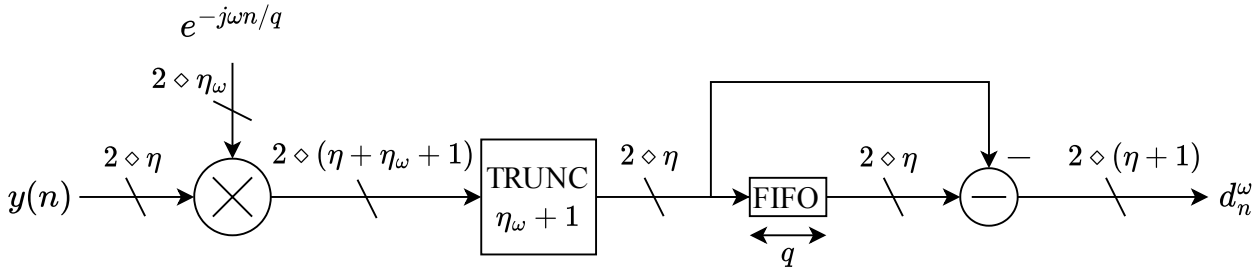 e^{-jωn/q}
2 ⋄ η_ω
2 ⋄ η
2 ⋄ (η + η_ω + 1)
2 ⋄ η
2 ⋄ η
−
2 ⋄ (η + 1)
y(n)
×
TRUNC
η_ω + 1
FIFO
−
d_n^ω
q